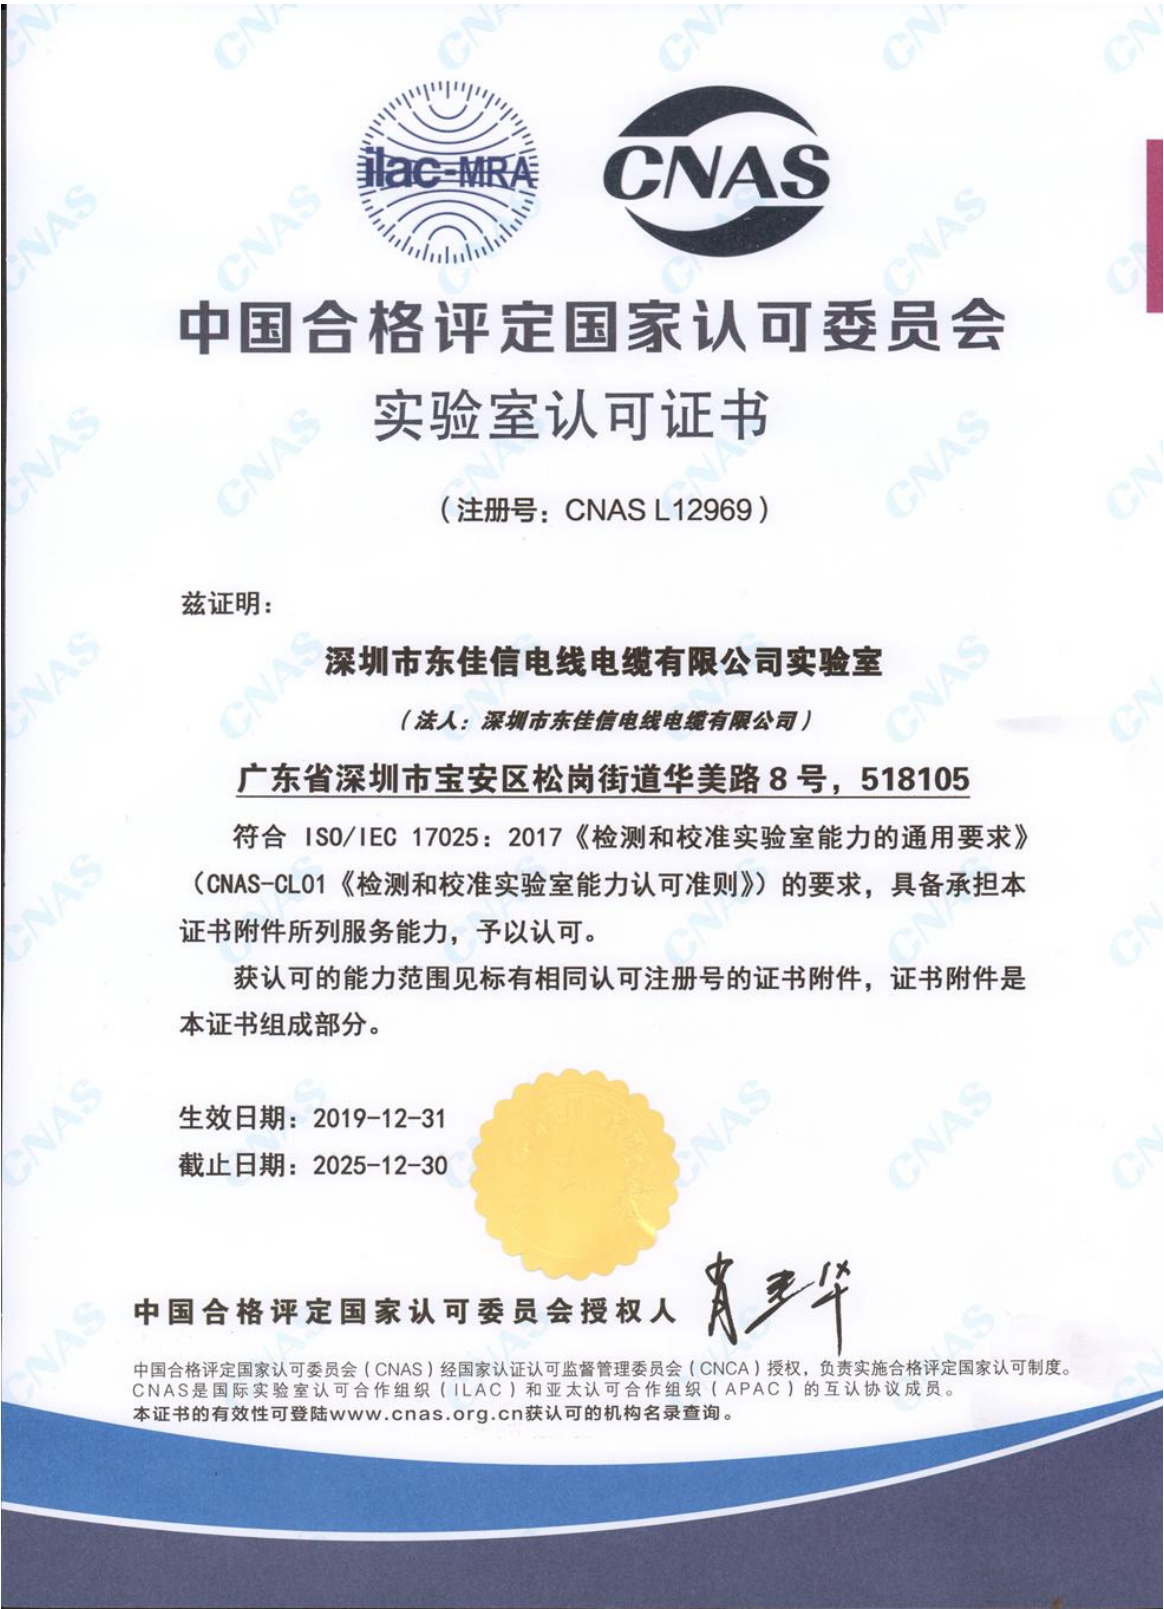 ilac-MRA
CNAS
中国合格评定国家认可委员会
实验室认可证书
（注册号：CNAS L12969）
兹证明：
深圳市东佳信电线电缆有限公司实验室
（法人：深圳市东佳信电线电缆有限公司）
广东省深圳市宝安区松岗街道华美路 8 号，518105
符合 ISO/IEC 17025：2017《检测和校准实验室能力的通用要求》
（CNAS-CL01《检测和校准实验室能力认可准则》）的要求，具备承担本
证书附件所列服务能力，予以认可。
获认可的能力范围见标有相同认可注册号的证书附件，证书附件是
本证书组成部分。
生效日期：2019-12-31
截止日期：2025-12-30
中国合格评定国家认可委员会授权人
中国合格评定国家认可委员会（CNAS）经国家认证认可监督管理委员会（CNCA）授权，负责实施合格评定国家认可制度。
CNAS是国际实验室认可合作组织（ILAC）和亚太认可合作组织（APAC）的互认协议成员。
本证书的有效性可登陆www.cnas.org.cn获认可的机构名录查询。